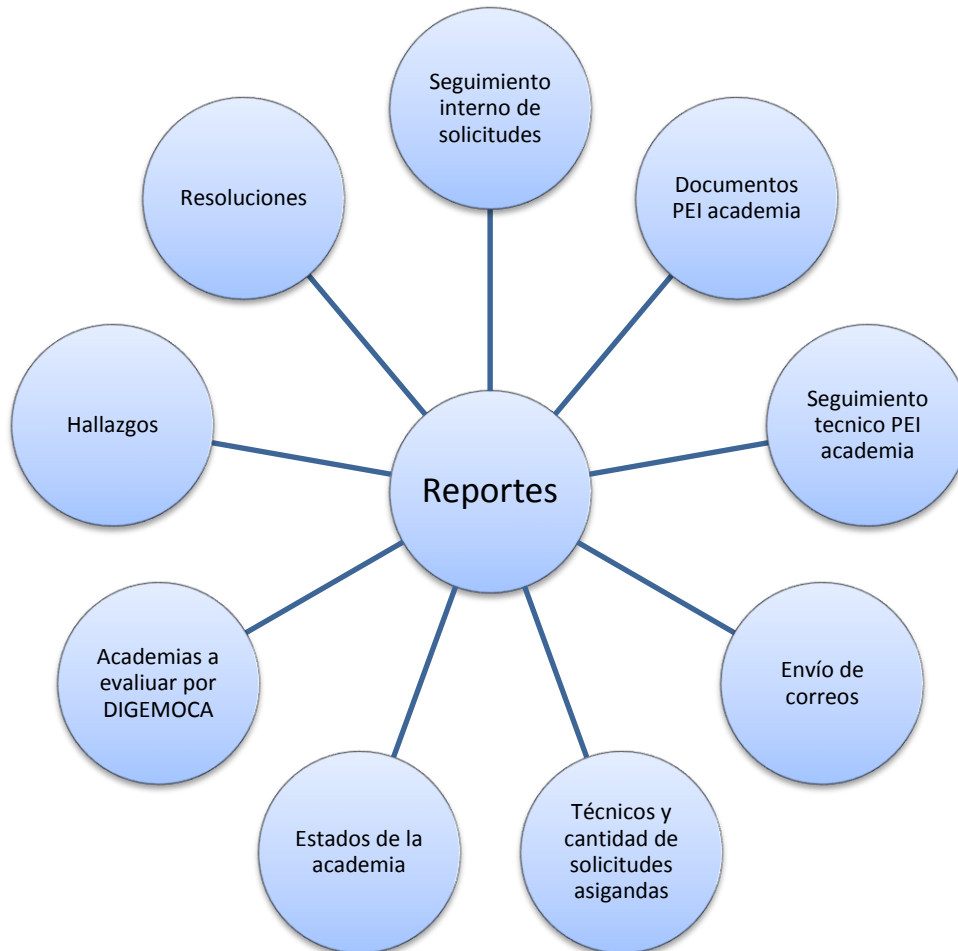 Seguimiento
interno de
solicitudes
Documentos
PEI academia
Seguimiento
tecnico PEI
academia
Envío de
correos
Técnicos y
cantidad de
solicitudes
asigandas
Estados de la
academia
Academias a
evaliuar por
DIGEMOCA
Hallazgos
Resoluciones
Reportes